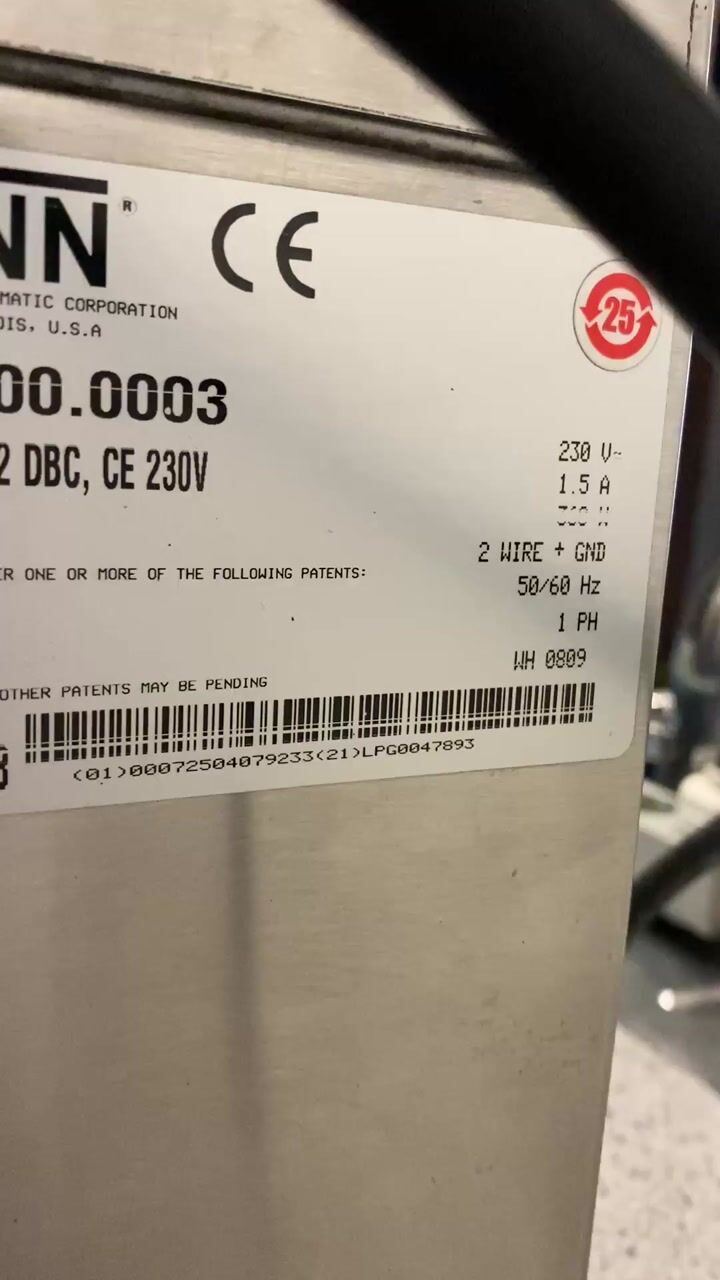 NN®
CE
MATIC CORPORATION
OIS, U.S.A
25
00.0003
2 DBC, CE 230V
230 V~
1.5 A
2 WIRE + GND
ER ONE OR MORE OF THE FOLLOWING PATENTS:
50/60 Hz
1 PH
WH 0809
OTHER PATENTS MAY BE PENDING
(01)00072504079233(21)LPG0047893